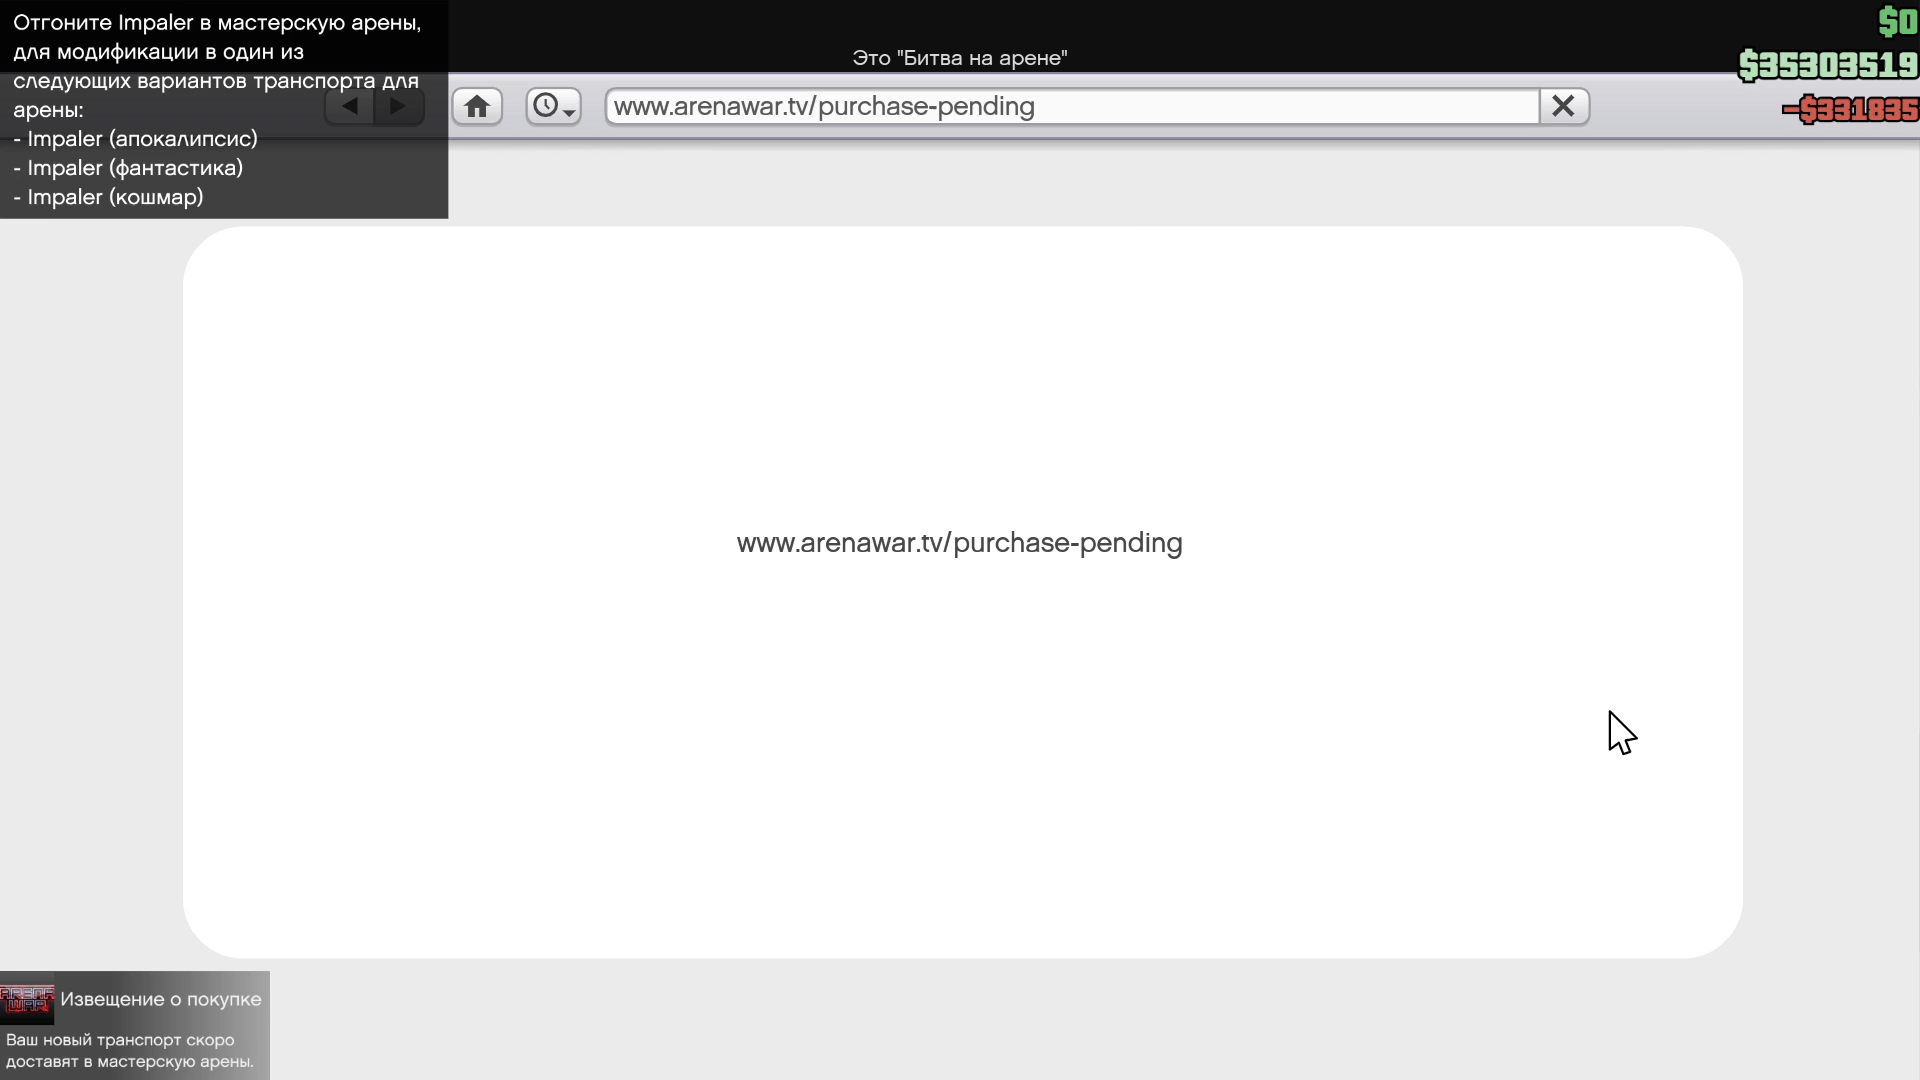 Отгоните Impaler в мастерскую арены,
для модификации в один из
следующих вариантов транспорта для
арены:
- Impaler (апокалипсис)
- Impaler (фантастика)
- Impaler (кошмар)
Это "Битва на арене"
$0
$35303519
-$331835
www.arenawar.tv/purchase-pending
www.arenawar.tv/purchase-pending
ARENA
WAR
Извещение о покупке
Ваш новый транспорт скоро
доставят в мастерскую арены.